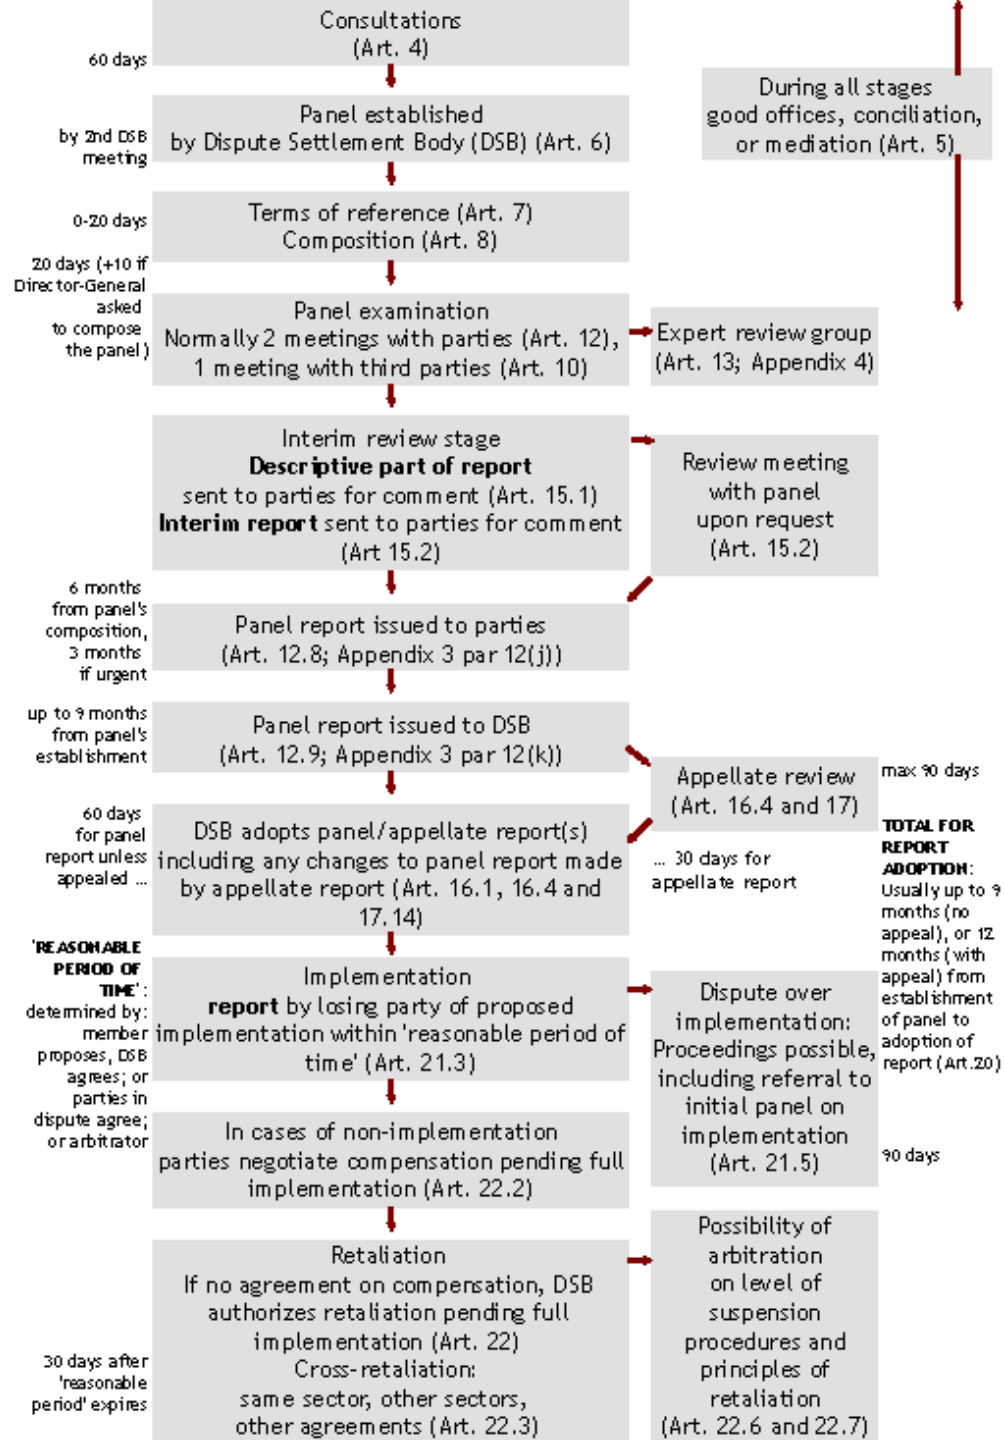 Consultations
(Art. 4)
60 days
During all stages
good offices, conciliation,
or mediation (Art. 5)
Panel established
by Dispute Settlement Body (DSB) (Art. 6)
by 2nd DSB
meeting
Terms of reference (Art. 7)
Composition (Art. 8)
0-20 days
20 days (+10 if
Director-General
asked
to compose
the panel)
Panel examination
Normally 2 meetings with parties (Art. 12),
1 meeting with third parties (Art. 10)
Expert review group
(Art. 13; Appendix 4)
Interim review stage
Descriptive part of report
sent to parties for comment (Art. 15.1)
Interim report sent to parties for comment
(Art 15.2)
Review meeting
with panel
upon request
(Art. 15.2)
6 months
from panel's
composition,
3 months
if urgent
Panel report issued to parties
(Art. 12.8; Appendix 3 par 12(j))
up to 9 months
from panel's
establishment
Panel report issued to DSB
(Art. 12.9; Appendix 3 par 12(k))
Appellate review
(Art. 16.4 and 17)
max 90 days
60 days
for panel
report unless
appealed ...
DSB adopts panel/appellate report(s)
including any changes to panel report made
by appellate report (Art. 16.1, 16.4 and
17.14)
... 30 days for
appellate report
TOTAL FOR
REPORT
ADOPTION:
Usually up to 9
months (no
appeal), or 12
months (with
appeal) from
establishment
of panel to
adoption of
report (Art.20)
'REASONABLE
PERIOD OF
TIME':
determined by:
member
proposes, DSB
agrees; or
parties in
dispute agree;
or arbitrator
Implementation
report by losing party of proposed
implementation within 'reasonable period of
time' (Art. 21.3)
Dispute over
implementation:
Proceedings possible,
including referral to
initial panel on
implementation
(Art. 21.5)
90 days
In cases of non-implementation
parties negotiate compensation pending full
implementation (Art. 22.2)
Retaliation
If no agreement on compensation, DSB
authorizes retaliation pending full
implementation (Art. 22)
Cross-retaliation:
same sector, other sectors,
other agreements (Art. 22.3)
30 days after
'reasonable
period' expires
Possibility of
arbitration
on level of
suspension
procedures and
principles of
retaliation
(Art. 22.6 and 22.7)